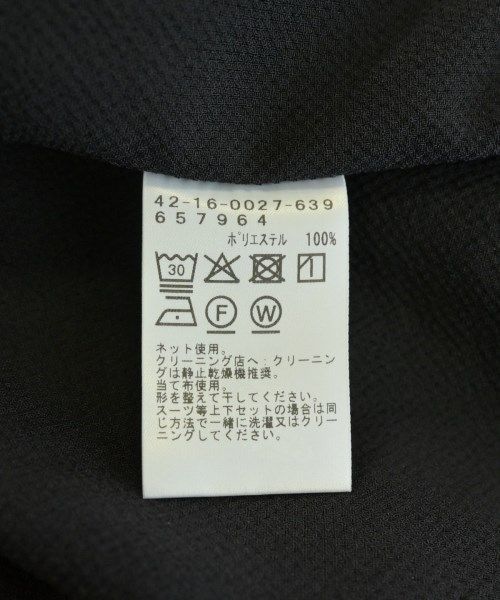 42-16-0027-639
657964
ポリエステル 100%
30
F W
ネット使用。
クリーニング店へ:クリーニン
グは静止乾燥機推奨。
当て布使用。
形を整えて干してください。
スーツ等上下セットの場合は同
じ方法で一緒に洗濯又はクリー
ニングしてください。